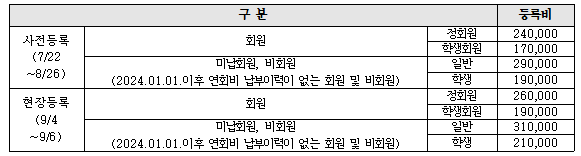 구 분 등록비
사전등록
(7/22
~8/26)
회원 정회원 240,000
학생회원 170,000
미납회원, 비회원
(2024.01.01.이후 연회비 납부이력이 없는 회원 및 비회원)
일반 290,000
학생 190,000
현장등록
(9/4
~9/6)
회원 정회원 260,000
학생회원 190,000
미납회원, 비회원
(2024.01.01.이후 연회비 납부이력이 없는 회원 및 비회원)
일반 310,000
학생 210,000